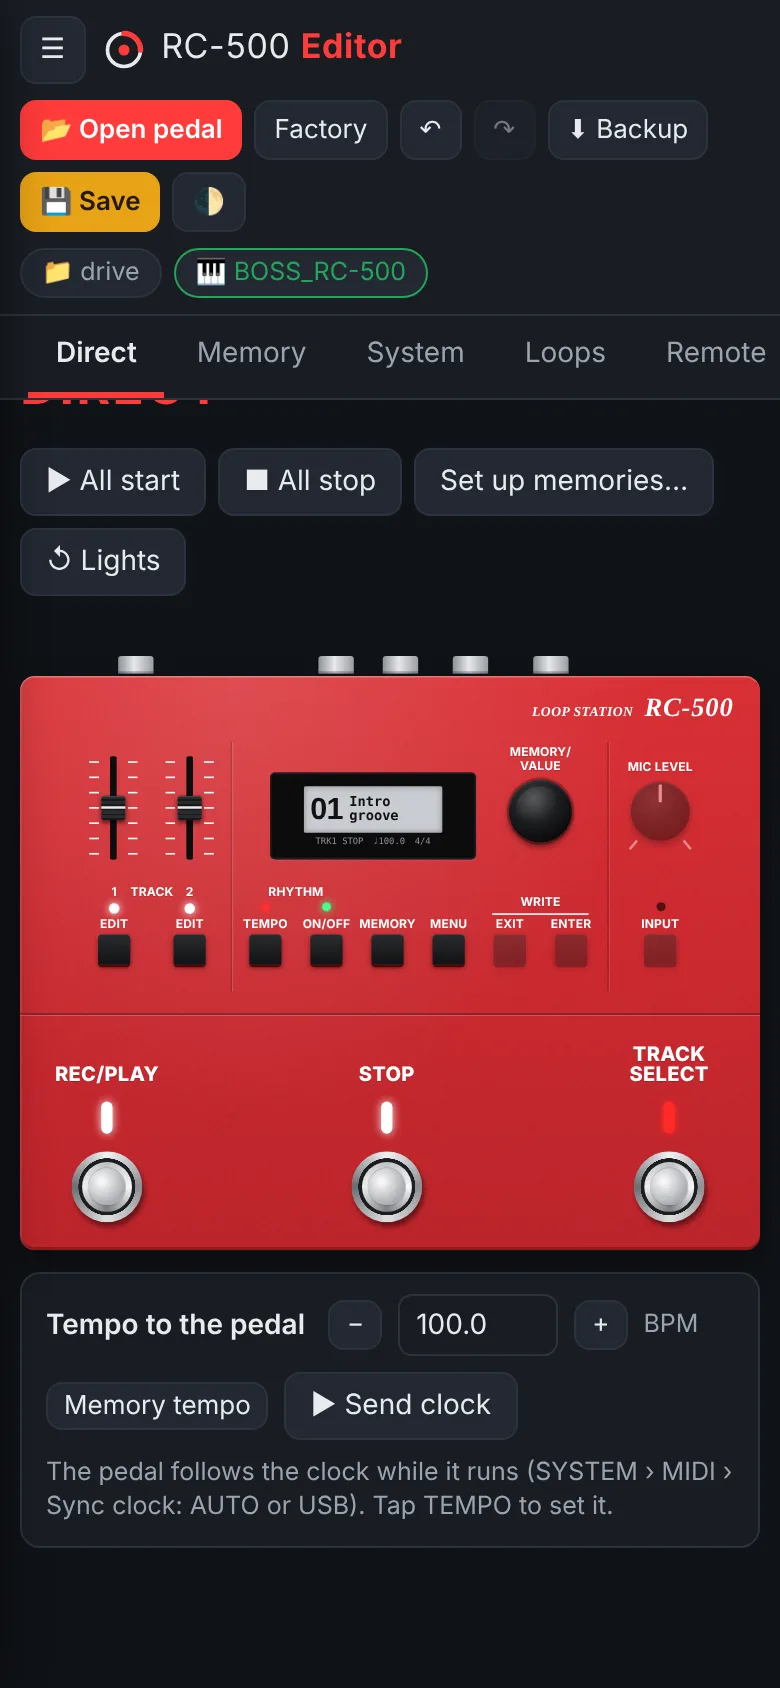 ☰ RC-500 Editor
📂 Open pedal Factory ↶ ↷ ⬇ Backup
💾 Save 🌓
📁 drive 🎹 BOSS_RC-500
Direct Memory System Loops Remote
DIRECT
▶ All start ■ All stop Set up memories...
↺ Lights
LOOP STATION RC-500
MEMORY/
VALUE
MIC LEVEL
01 Intro
groove
TRK1 STOP ♩100.0 4/4
1 TRACK 2
RHYTHM
WRITE
EDIT EDIT TEMPO ON/OFF MEMORY MENU EXIT ENTER INPUT
REC/PLAY STOP TRACK
SELECT
Tempo to the pedal − 100.0 + BPM
Memory tempo ▶ Send clock
The pedal follows the clock while it runs (SYSTEM › MIDI ›
Sync clock: AUTO or USB). Tap TEMPO to set it.